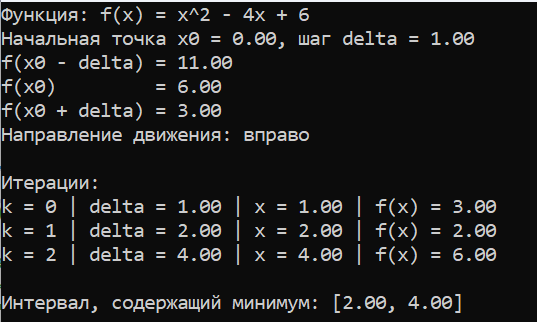 Функция: f(x) = x^2 - 4x + 6
Начальная точка x0 = 0.00, шаг delta = 1.00
f(x0 - delta) = 11.00
f(x0)         = 6.00
f(x0 + delta) = 3.00
Направление движения: вправо
Итерации:
k = 0 | delta = 1.00 | x = 1.00 | f(x) = 3.00
k = 1 | delta = 2.00 | x = 2.00 | f(x) = 2.00
k = 2 | delta = 4.00 | x = 4.00 | f(x) = 6.00
Интервал, содержащий минимум: [2.00, 4.00]